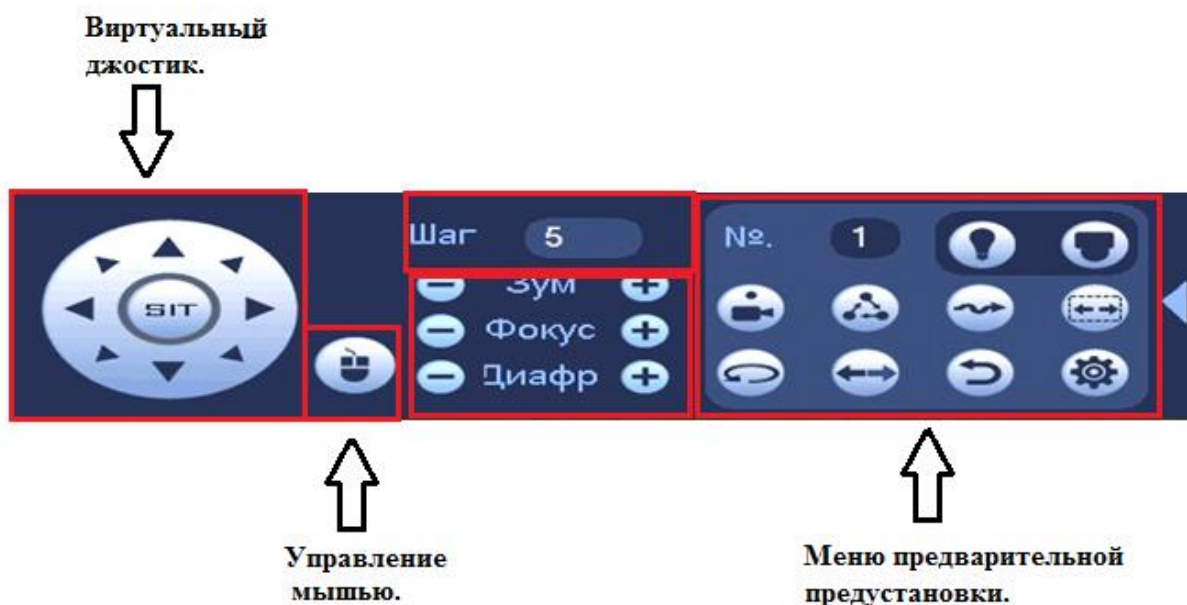 Виртуальный
джостик.
SIT
Шаг 5
Зум
Фокус
Диафр
№. 1
Управление
мышью.
Меню предварительной
предустановки.